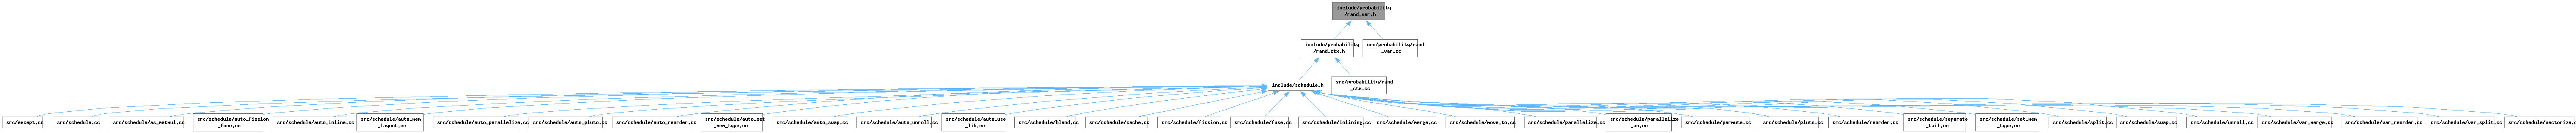 include/probability
/rand_var.h
include/probability
/rand_ctx.h
src/probability/rand
_var.cc
include/schedule.h
src/probability/rand
_ctx.cc
src/except.cc
src/schedule.cc
src/schedule/as_matmul.cc
src/schedule/auto_fission
_fuse.cc
src/schedule/auto_inline.cc
src/schedule/auto_mem
_layout.cc
src/schedule/auto_parallelize.cc
src/schedule/auto_pluto.cc
src/schedule/auto_reorder.cc
src/schedule/auto_set
_mem_type.cc
src/schedule/auto_swap.cc
src/schedule/auto_unroll.cc
src/schedule/auto_use
_lib.cc
src/schedule/blend.cc
src/schedule/cache.cc
src/schedule/fission.cc
src/schedule/fuse.cc
src/schedule/inlining.cc
src/schedule/merge.cc
src/schedule/move_to.cc
src/schedule/parallelize.cc
src/schedule/parallelize
_as.cc
src/schedule/permute.cc
src/schedule/pluto.cc
src/schedule/reorder.cc
src/schedule/separate
_tail.cc
src/schedule/set_mem
_type.cc
src/schedule/split.cc
src/schedule/swap.cc
src/schedule/unroll.cc
src/schedule/var_merge.cc
src/schedule/var_reorder.cc
src/schedule/var_split.cc